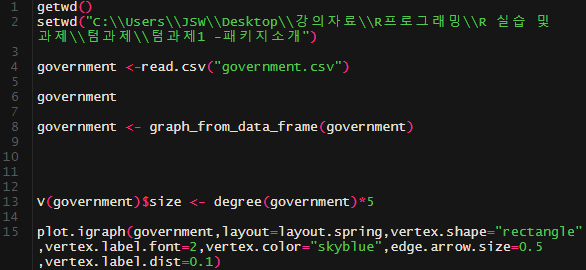 1 getwd()
2 setwd("C:\\Users\\JSW\\Desktop\\강의자료\\R프로그래밍\\R 실습 및
과제\\텀과제\\텀과제1 -패키지소개")
3
4 government <-read.csv("government.csv")
5
6 government
7
8 government <- graph_from_data_frame(government)
9
10
11
12
13 V(government)$size <- degree(government)*5
14
15 plot.igraph(government,layout=layout.spring,vertex.shape="rectangle"
,vertex.label.font=2,vertex.color="skyblue",edge.arrow.size=0.5
,vertex.label.dist=0.1)